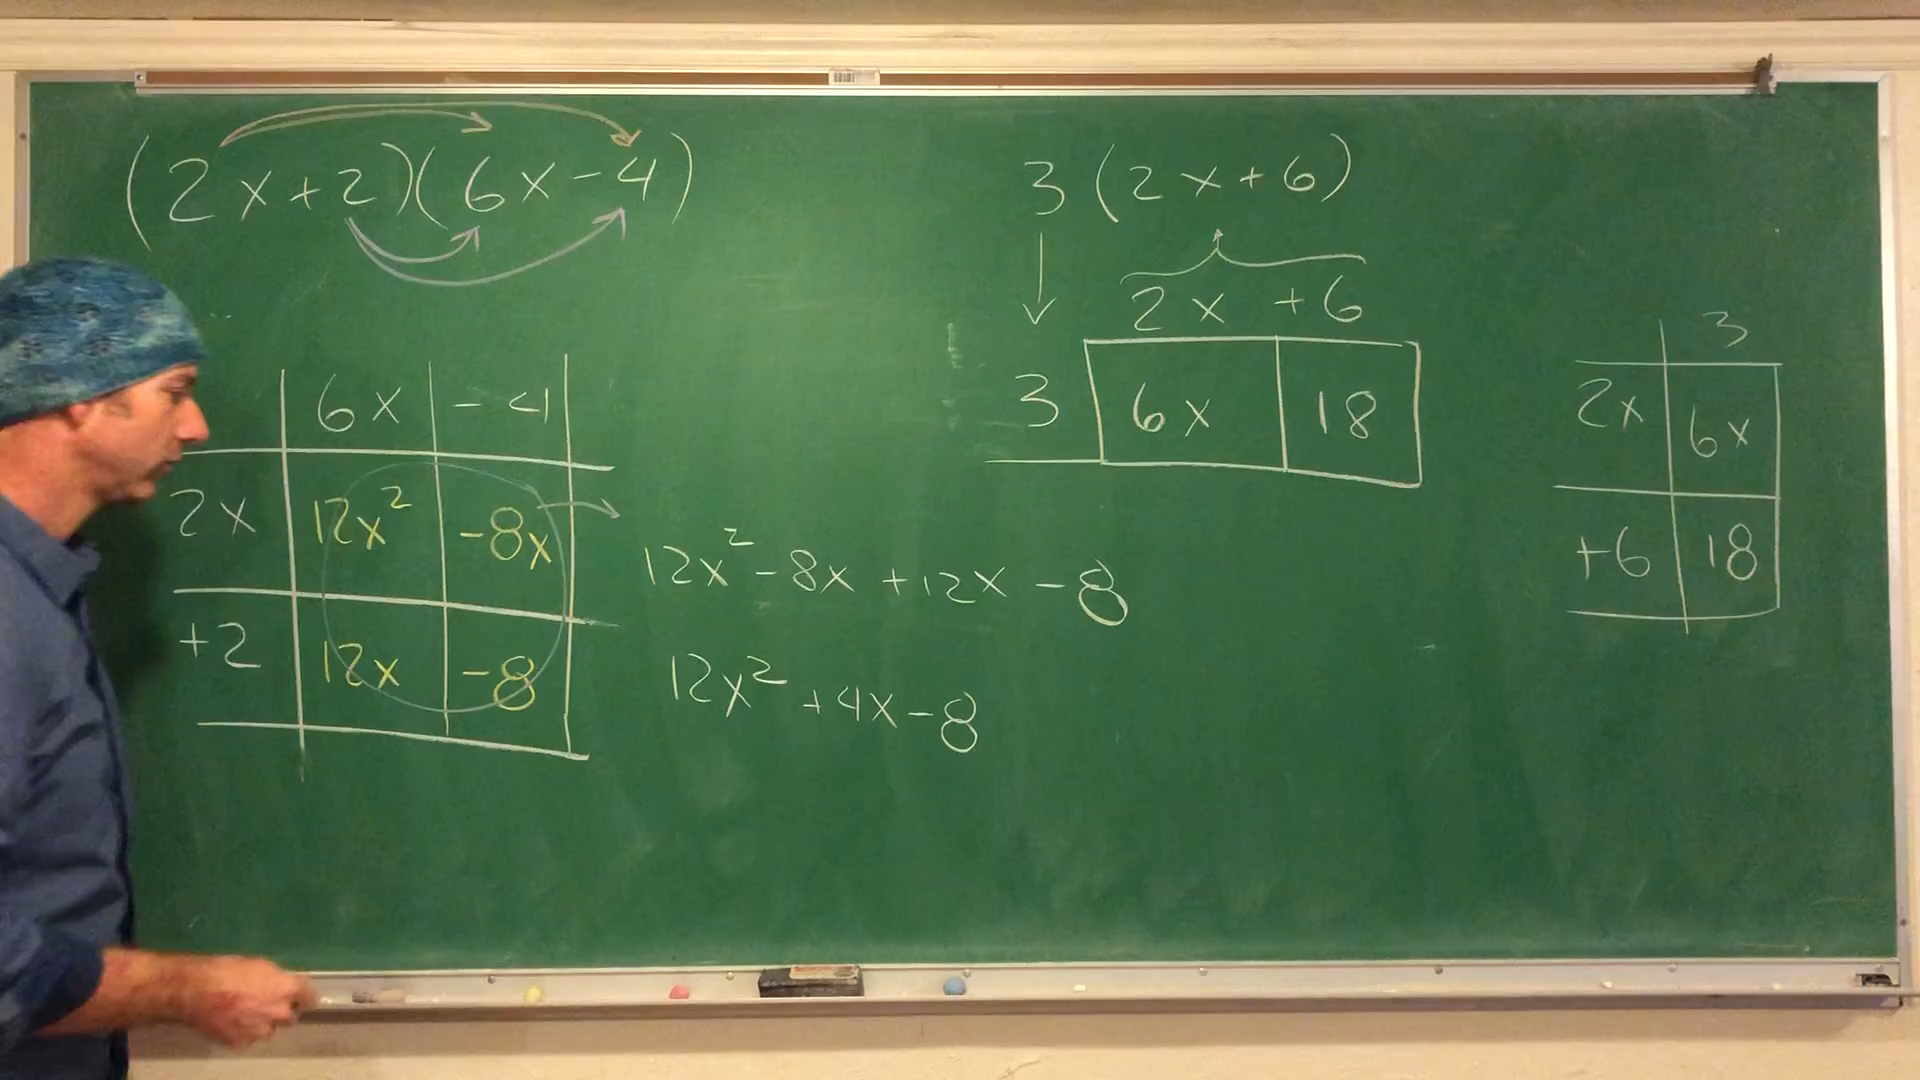 (2x+2)(6x-4)
6x -4
2x 12x² -8x
+2 12x -8
12x²-8x+12x-8
12x²+4x-8
3(2x+6)
2x +6
3 6x 18
3
2x 6x
+6 18